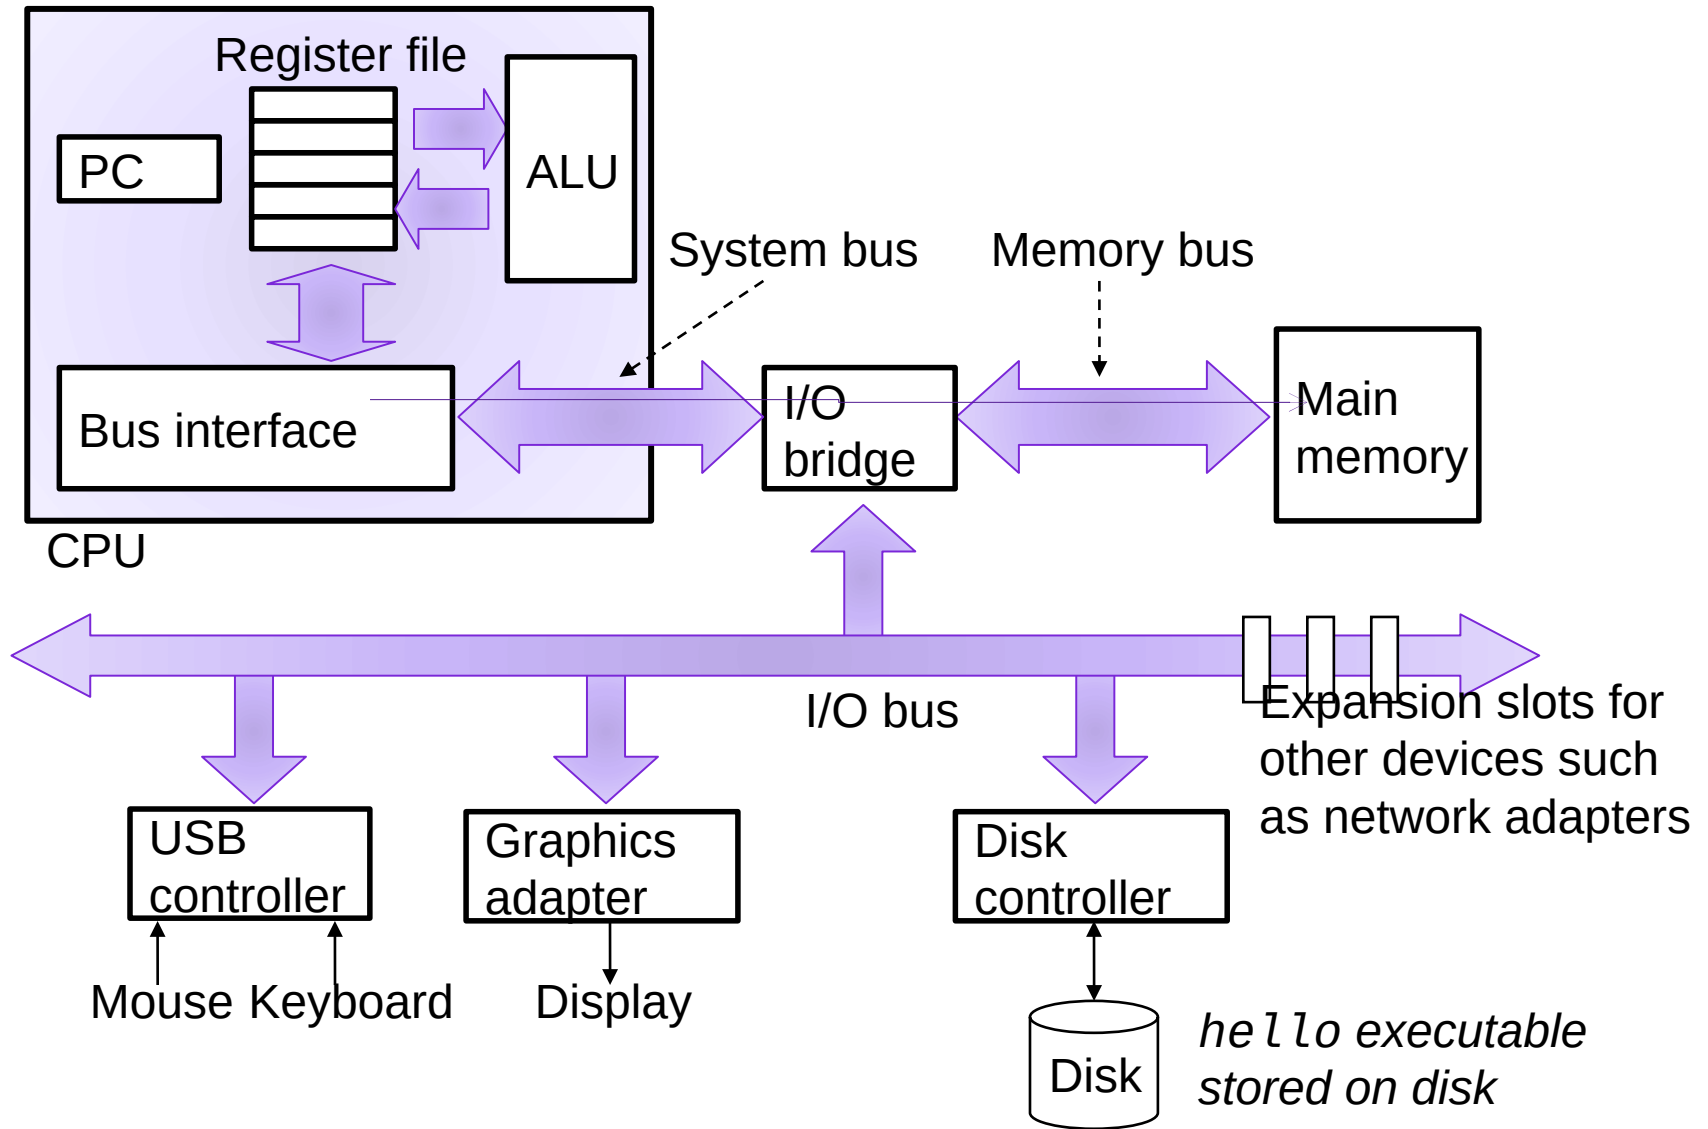 Register file
PC
ALU
System bus
Memory bus
Bus interface
I/O
bridge
Main
memory
CPU
I/O bus
Expansion slots for
other devices such
as network adapters
USB
controller
Graphics
adapter
Disk
controller
Mouse
Keyboard
Display
Disk
hello executable
stored on disk